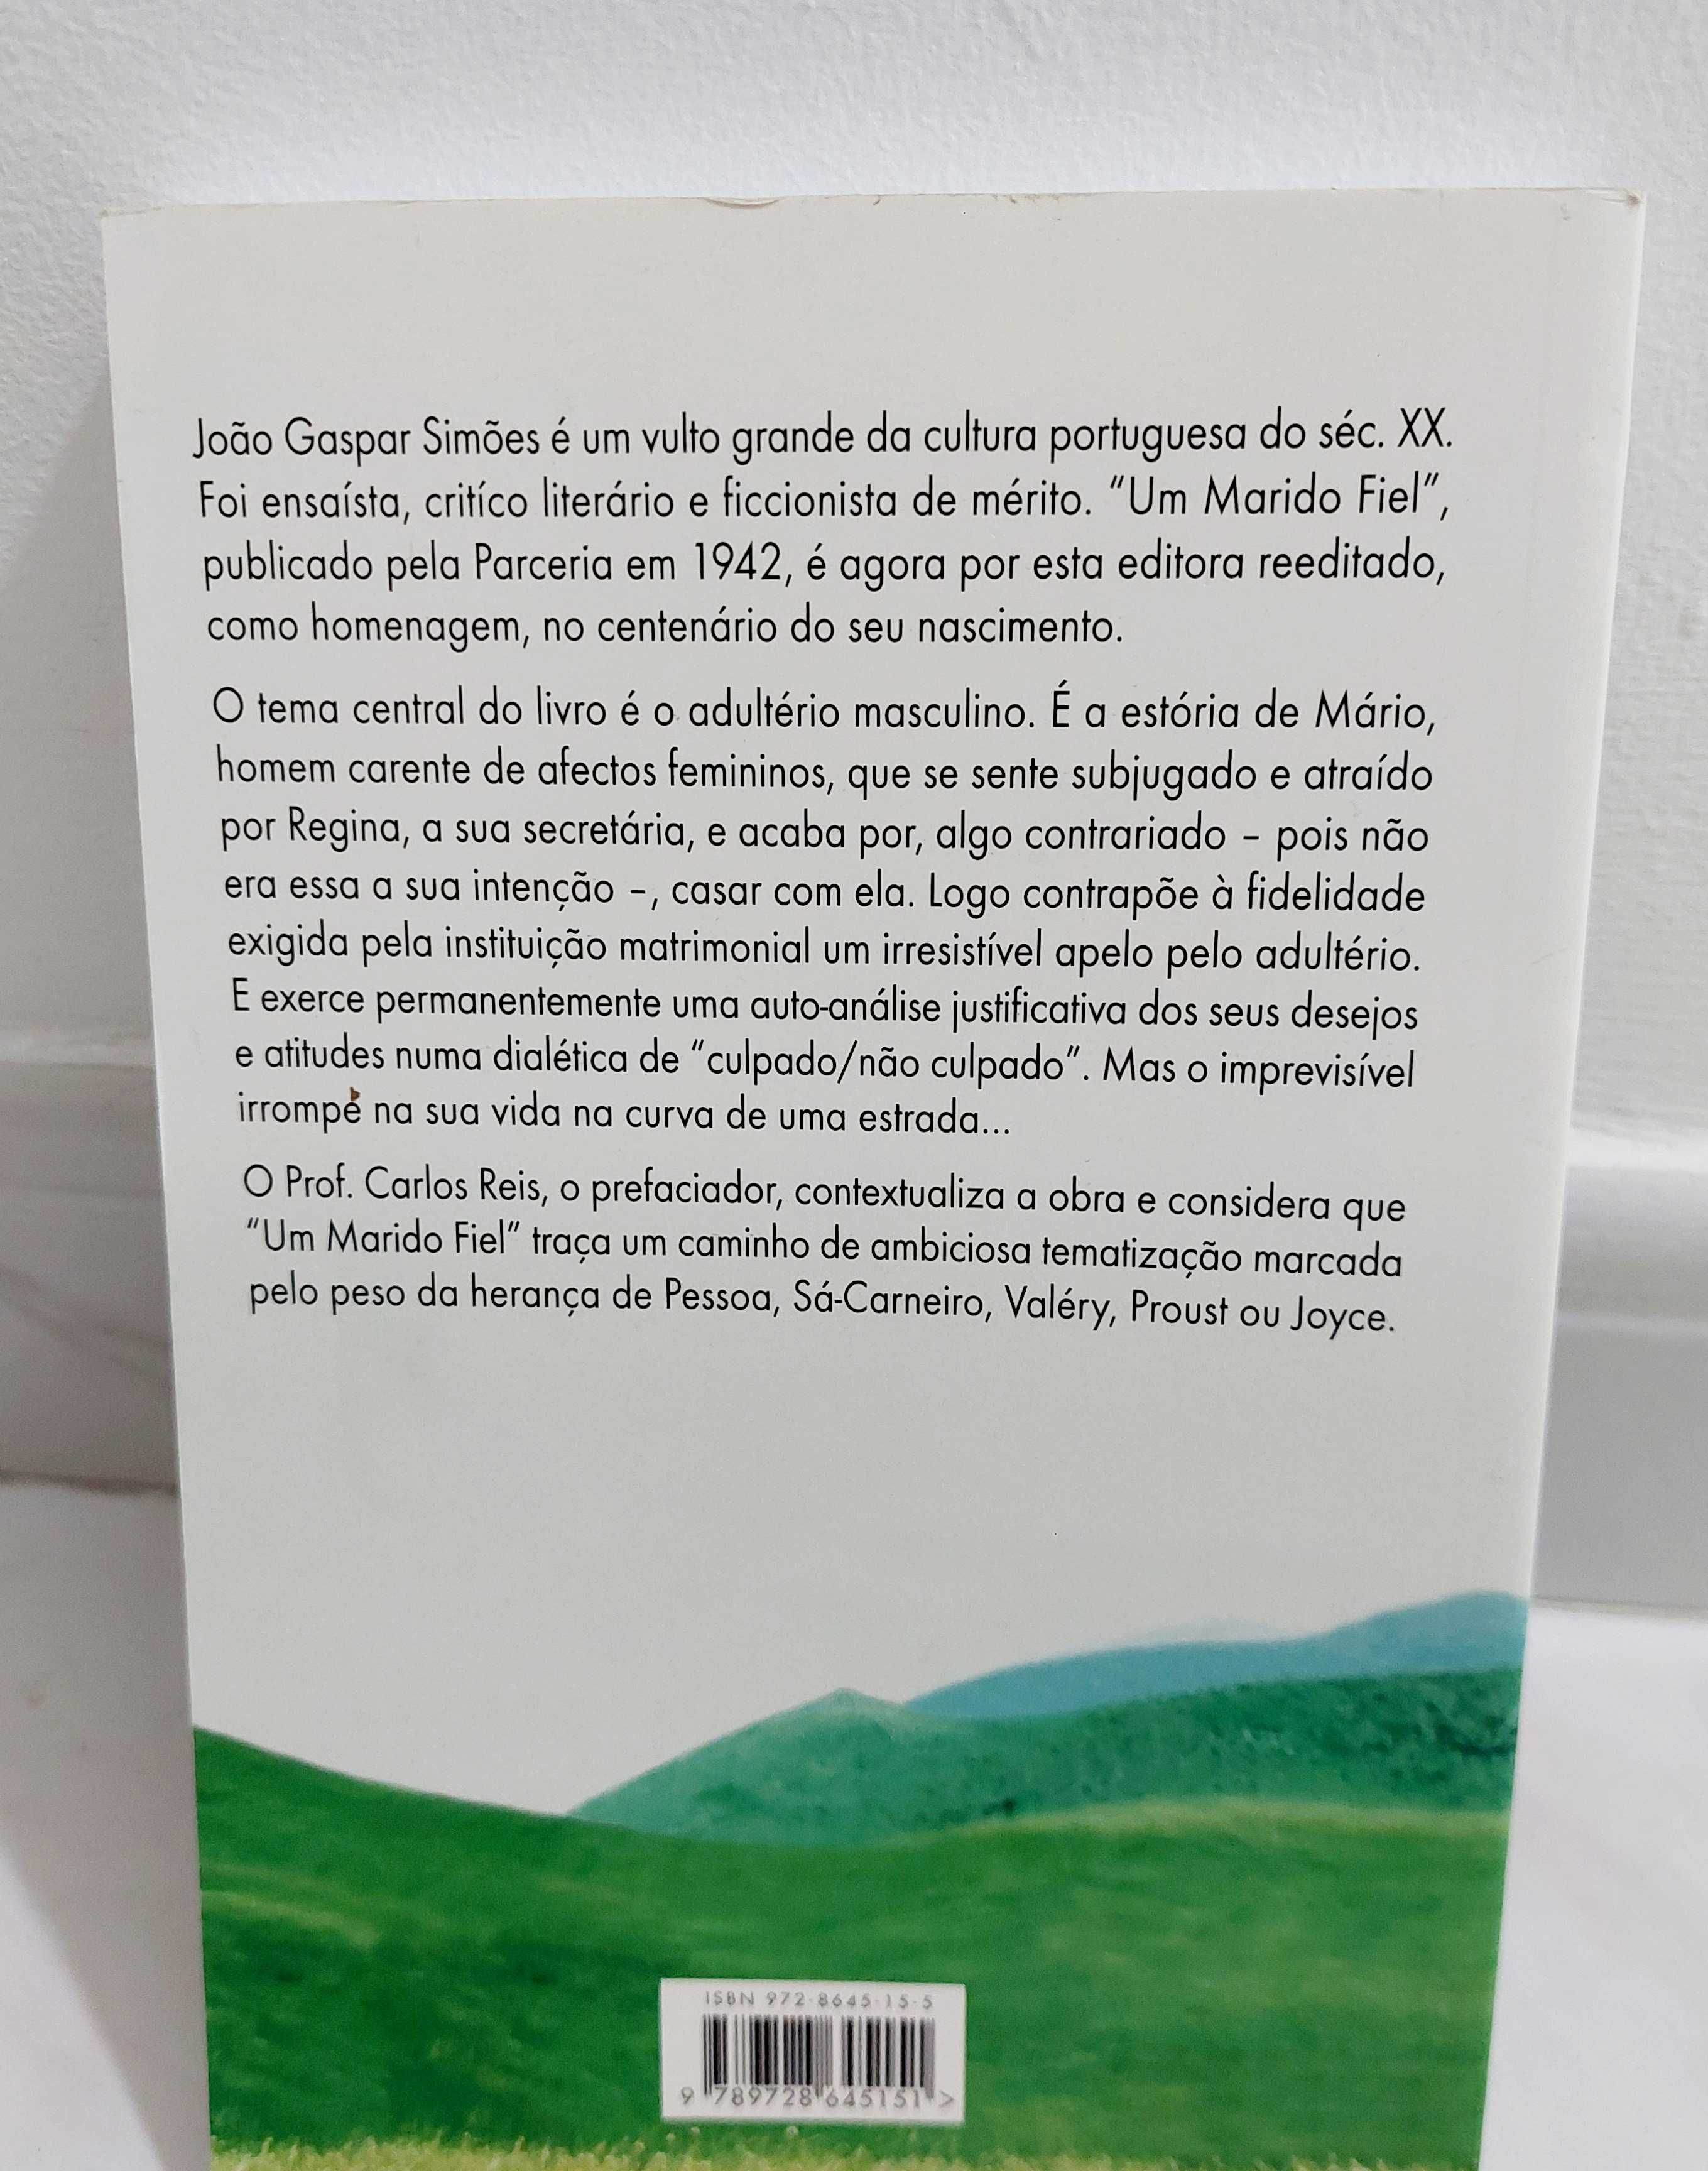 João Gaspar Simões é um vulto grande da cultura portuguesa do séc. XX.
Foi ensaísta, critíco literário e ficcionista de mérito. “Um Marido Fiel”,
publicado pela Parceria em 1942, é agora por esta editora reeditado,
como homenagem, no centenário do seu nascimento.
O tema central do livro é o adultério masculino. É a estória de Mário,
homem carente de afectos femininos, que se sente subjugado e atraído
por Regina, a sua secretária, e acaba por, algo contrariado – pois não
era essa a sua intenção –, casar com ela. Logo contrapõe à fidelidade
exigida pela instituição matrimonial um irresistível apelo pelo adultério.
E exerce permanentemente uma auto-análise justificativa dos seus desejos
e atitudes numa dialética de “culpado/não culpado”. Mas o imprevisível
irrompe na sua vida na curva de uma estrada...
O Prof. Carlos Reis, o prefaciador, contextualiza a obra e considera que
“Um Marido Fiel” traça um caminho de ambiciosa tematização marcada
pelo peso da herança de Pessoa, Sá-Carneiro, Valéry, Proust ou Joyce.
ISBN 972-8645-15-5
9 789728 645151 >